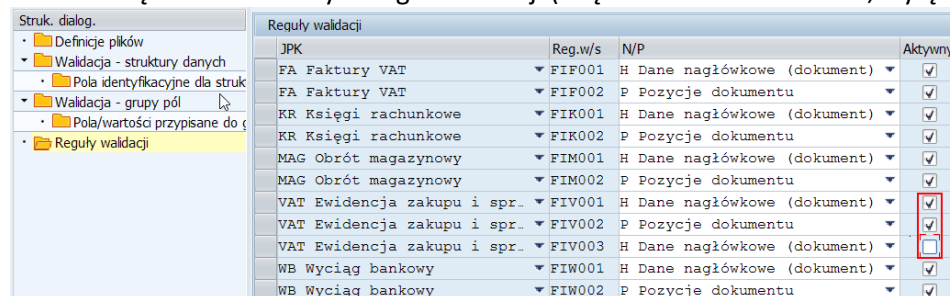 Struk. dialog.
Definicje plików
Walidacja - struktury danych
Pola identyfikacyjne dla struk
Walidacja - grupy pól
Pola/wartości przypisane do g
Reguły walidacji
Reguły walidacji
JPK Reg.w/s N/P Aktywny
FA Faktury VAT FIF001 H Dane nagłówkowe (dokument)
FA Faktury VAT FIF002 P Pozycje dokumentu
KR Księgi rachunkowe FIK001 H Dane nagłówkowe (dokument)
KR Księgi rachunkowe FIK002 P Pozycje dokumentu
MAG Obrót magazynowy FIM001 H Dane nagłówkowe (dokument)
MAG Obrót magazynowy FIM002 P Pozycje dokumentu
VAT Ewidencja zakupu i spr… FIV001 H Dane nagłówkowe (dokument)
VAT Ewidencja zakupu i spr… FIV002 P Pozycje dokumentu
VAT Ewidencja zakupu i spr… FIV003 H Dane nagłówkowe (dokument)
WB Wyciąg bankowy FIW001 H Dane nagłówkowe (dokument)
WB Wyciąg bankowy FIW002 P Pozycje dokumentu